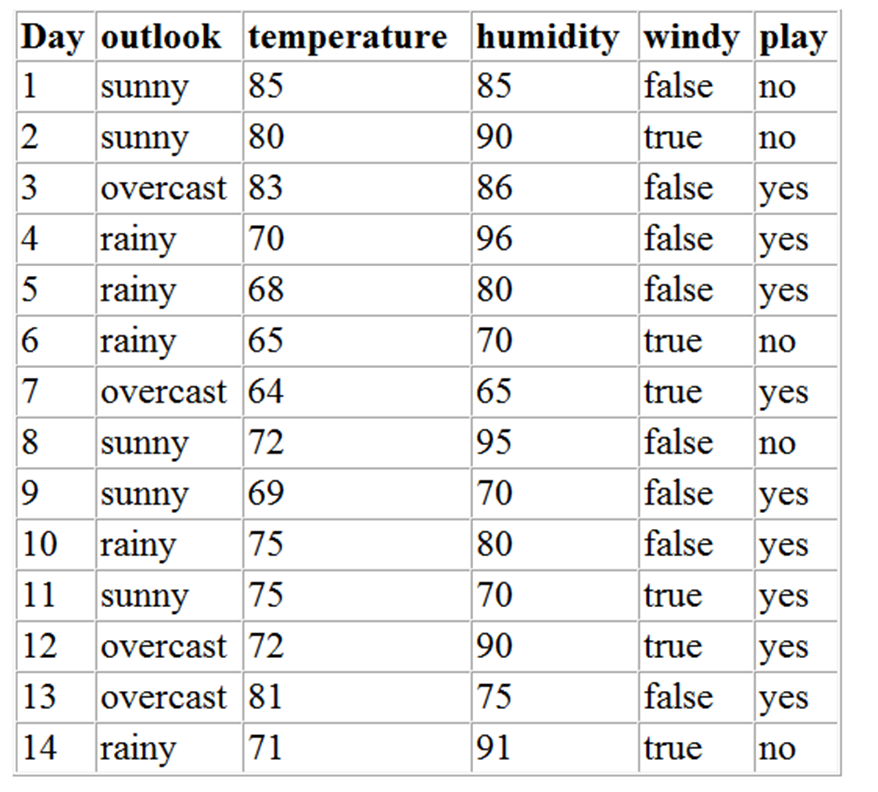 Day outlook temperature humidity windy play
1 sunny 85 85 false no
2 sunny 80 90 true no
3 overcast 83 86 false yes
4 rainy 70 96 false yes
5 rainy 68 80 false yes
6 rainy 65 70 true no
7 overcast 64 65 true yes
8 sunny 72 95 false no
9 sunny 69 70 false yes
10 rainy 75 80 false yes
11 sunny 75 70 true yes
12 overcast 72 90 true yes
13 overcast 81 75 false yes
14 rainy 71 91 true no